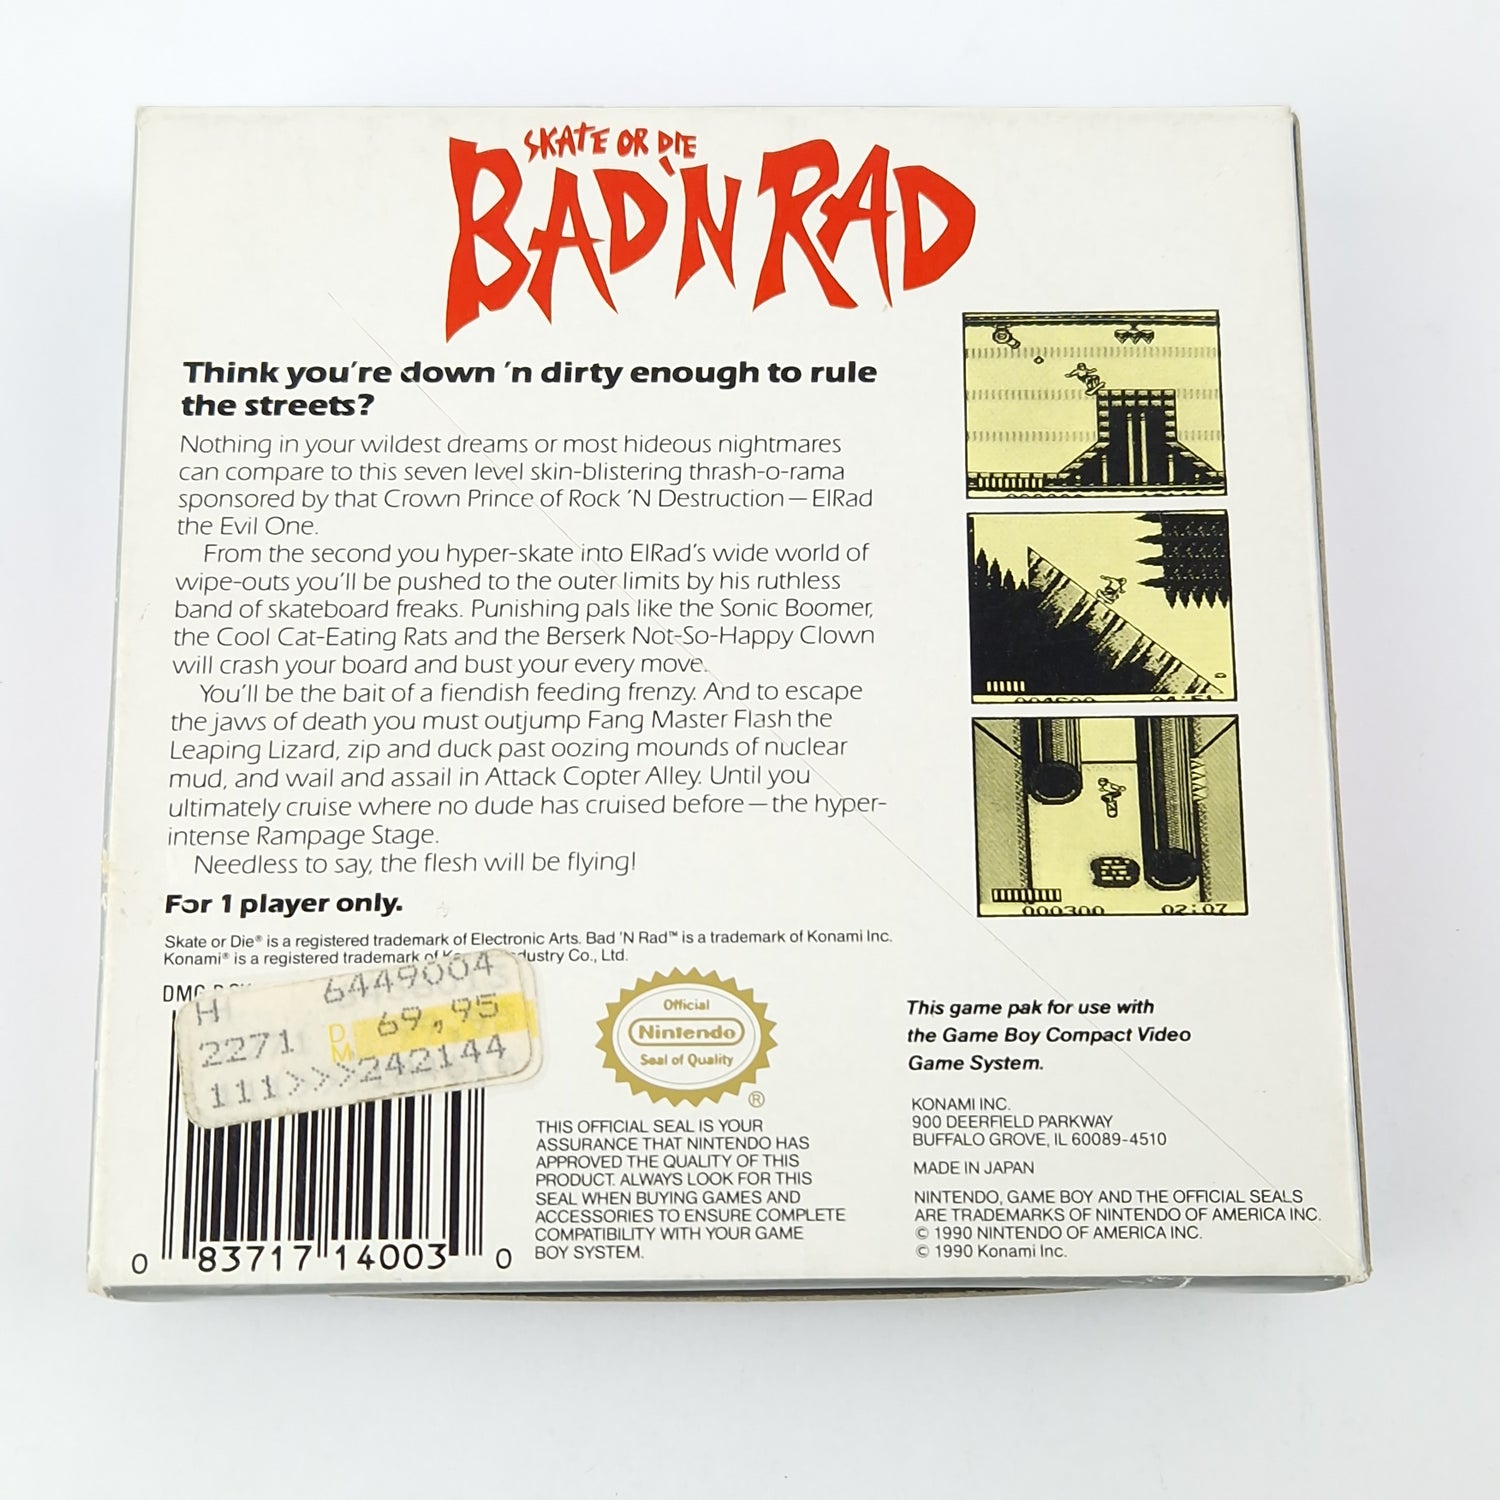 SKATE OR DIE
BAD 'N RAD
Think you're down 'n dirty enough to rule
the streets?
Nothing in your wildest dreams or most hideous nightmares
can compare to this seven level skin-blistering thrash-o-rama
sponsored by that Crown Prince of Rock 'N Destruction — ElRad
the Evil One.
From the second you hyper-skate into ElRad's wide world of
wipe-outs you'll be pushed to the outer limits by his ruthless
band of skateboard freaks. Punishing pals like the Sonic Boomer,
the Cool Cat-Eating Rats and the Berserk Not-So-Happy Clown
will crash your board and bust your every move.
You'll be the bait of a fiendish feeding frenzy. And to escape
the jaws of death you must outjump Fang Master Flash the
Leaping Lizard, zip and duck past oozing mounds of nuclear
mud, and wail and assail in Attack Copter Alley. Until you
ultimately cruise where no dude has cruised before — the hyper-
intense Rampage Stage.
Needless to say, the flesh will be flying!
For 1 player only.
Skate or Die® is a registered trademark of Electronic Arts. Bad 'N Rad™ is a trademark of Konami Inc.
Konami® is a registered trademark of Industry Co., Ltd.
H 6449004
2271 DM 69,95
111>>>242144
0 83717 14003 0
000300 02:07
Official
Nintendo
Seal of Quality
®
THIS OFFICIAL SEAL IS YOUR
ASSURANCE THAT NINTENDO HAS
APPROVED THE QUALITY OF THIS
PRODUCT. ALWAYS LOOK FOR THIS
SEAL WHEN BUYING GAMES AND
ACCESSORIES TO ENSURE COMPLETE
COMPATIBILITY WITH YOUR GAME
BOY SYSTEM.
This game pak for use with
the Game Boy Compact Video
Game System.
KONAMI INC.
900 DEERFIELD PARKWAY
BUFFALO GROVE, IL 60089-4510
MADE IN JAPAN
NINTENDO, GAME BOY AND THE OFFICIAL SEALS
ARE TRADEMARKS OF NINTENDO OF AMERICA INC.
© 1990 NINTENDO OF AMERICA INC.
© 1990 Konami Inc.